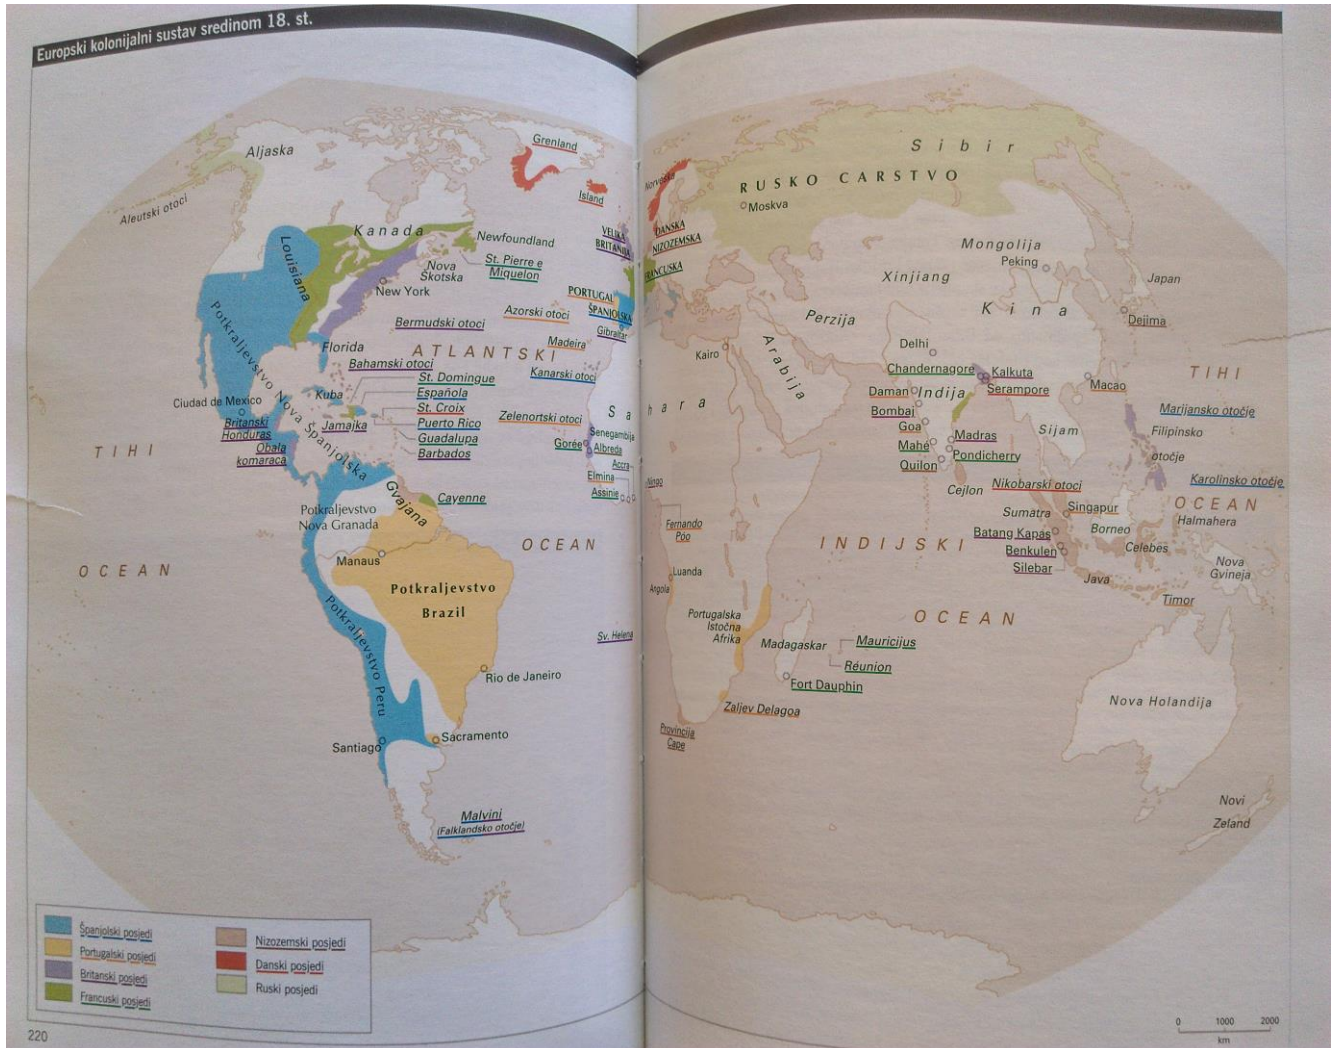 Europski kolonijalni sustav sredinom 18. st.
Aljaska
Aleutski otoci
Grenland
Island
Kanada
Louisiana
Newfoundland
St. Pierre e
Miquelon
Nova
Škotska
New York
VELIKA
BRITANIJA
PORTUGAL
ŠPANJOLSKA
Gibraltar
Azorski otoci
Madeira
Bermudski otoci
Florida
ATLANTSKI
Bahamski otoci
Kanarski otoci
St. Domingue
Kuba
Española
Ciudad de Mexico
Potkraljevstvo Nova Španjolska
St. Croix
Puerto Rico
Zelenortski otoci
Britanski
Honduras
Jamajka
Guadalupa
Barbados
Obala
komaraca
Senegambija
Gorée
Albreda
Accra
Elmina
Assinie
TIHI
OCEAN
Gvajana
Cayenne
Potkraljevstvo
Nova Granada
OCEAN
Manaus
Potkraljevstvo
Brazil
Potkraljevstvo Peru
Sv. Helena
Rio de Janeiro
Sacramento
Santiago
Malvini
(Falklandsko otočje)
Španjolski posjedi
Portugalski posjedi
Britanski posjedi
Francuski posjedi
Nizozemski posjedi
Danski posjedi
Ruski posjedi
220
Norveška
Sibir
RUSKO CARSTVO
Moskva
DANSKA
NIZOZEMSKA
FRANCUSKA
Mongolija
Peking
Xinjiang
Japan
Kina
Perzija
Dejima
Kairo
Arabija
Delhi
Chandernagore
Kalkuta
Serampore
Macao
TIHI
Daman
Indija
Bombaj
Goa
Sahara
Marijansko otočje
Filipinsko
otočje
Sijam
Mahé
Madras
Pondicherry
Quilon
Cejlon
Nikobarski otoci
Karolinsko otočje
OCEAN
Ningo
Fernando
Póo
Sumatra
Singapur
Borneo
Halmahera
INDIJSKI
Batang Kapas
Benkulen
Silebar
Celebes
Nova
Gvineja
Java
Timor
Luanda
Angola
OCEAN
Portugalska
Istočna
Afrika
Madagaskar
Mauricijus
Réunion
Fort Dauphin
Zaljev Delagoa
Provincija
Cape
Nova Holandija
Novi
Zeland
0 1000 2000
km